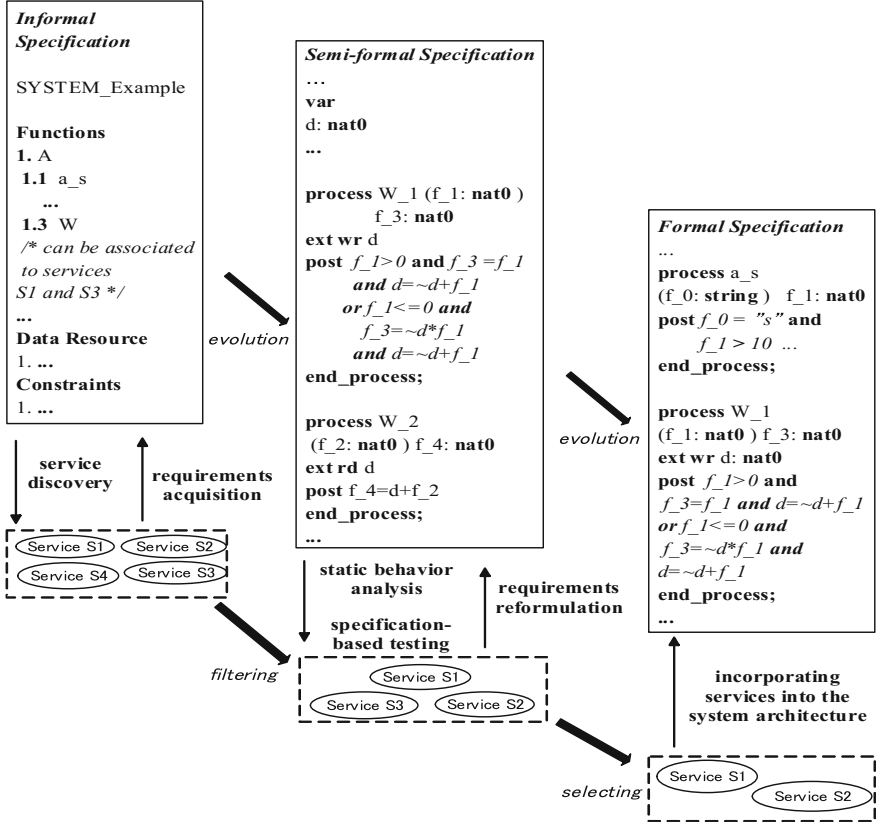 Informal
Specification
SYSTEM_Example
Functions
1. A
1.1 a_s
...
1.3 W
/* can be associated
to services
S1 and S3 */
...
Data Resource
1. ...
Constraints
1. ...
service
discovery
requirements
acquisition
Service S1
Service S2
Service S4
Service S3
evolution
filtering
Semi-formal Specification
...
var
d: nat0
...
process W_1 (f_1: nat0 )
f_3: nat0
ext wr d
post f_1>0 and f_3 =f_1
and d=~d+f_1
or f_1<=0 and
f_3=~d*f_1
and d=~d+f_1
end_process;
process W_2
(f_2: nat0 ) f_4: nat0
ext rd d
post f_4=d+f_2
end_process;
...
static behavior
analysis
specification-
based testing
requirements
reformulation
Service S1
Service S3
Service S2
evolution
selecting
Formal Specification
...
process a_s
(f_0: string ) f_1: nat0
post f_0 = ”s” and
f_1 > 10 ...
end_process;
process W_1
(f_1: nat0 ) f_3: nat0
ext wr d: nat0
post f_1>0 and
f_3=f_1 and d=~d+f_1
or f_1<=0 and
f_3=~d*f_1 and
d=~d+f_1
end_process;
...
incorporating
services into the
system architecture
Service S1
Service S2